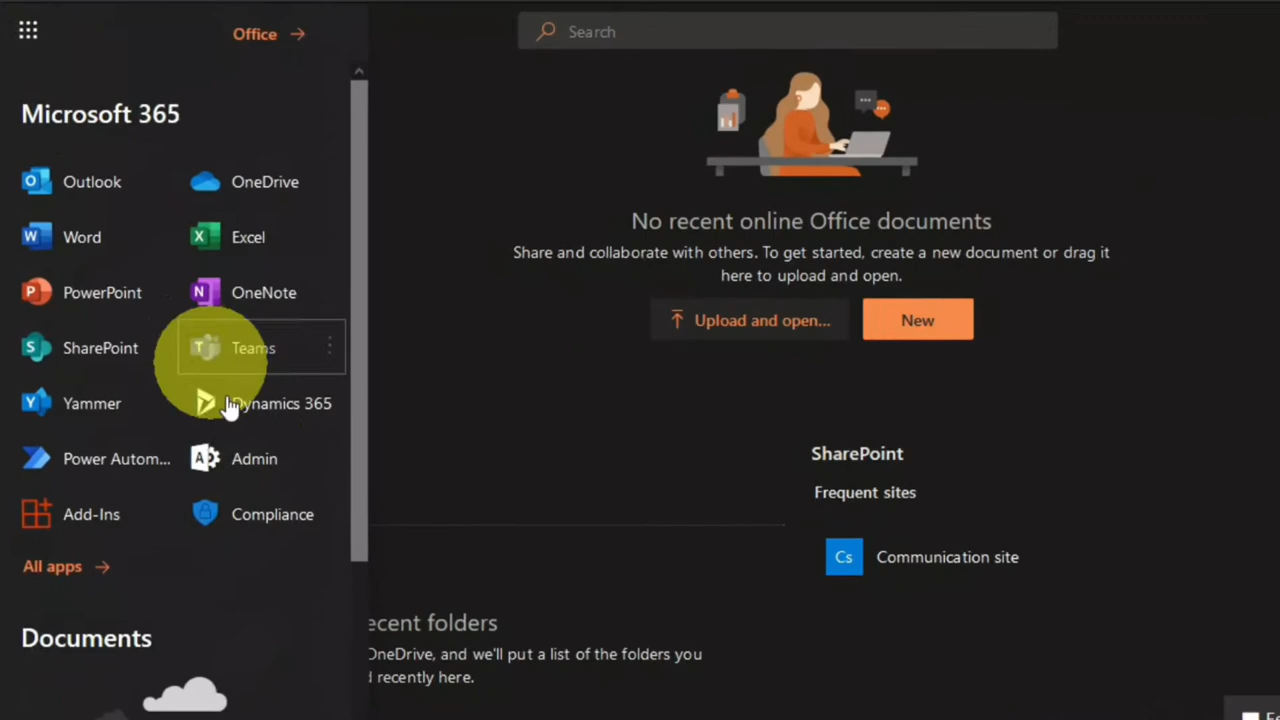 Office →
Search
Microsoft 365
Outlook
OneDrive
Word
Excel
PowerPoint
OneNote
SharePoint
Teams
Yammer
Dynamics 365
Power Autom...
Admin
Add-Ins
Compliance
All apps →
Documents
No recent online Office documents
Share and collaborate with others. To get started, create a new document or drag it
here to upload and open.
Upload and open...
New
SharePoint
Frequent sites
Cs
Communication site
ecent folders
OneDrive, and we'll put a list of the folders you
d recently here.